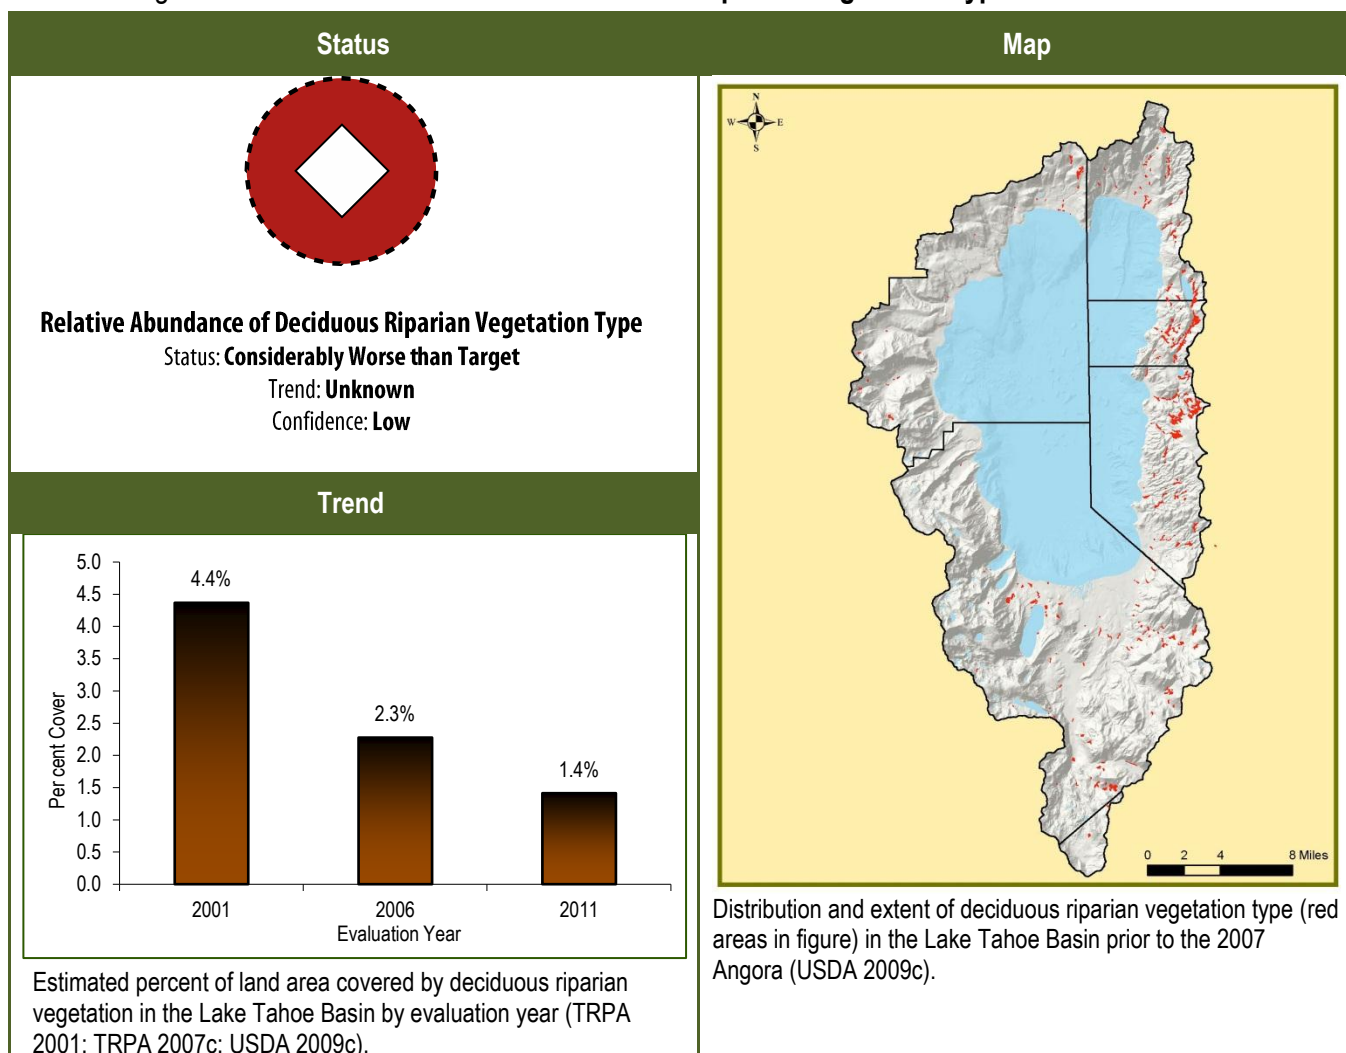 Status
Relative Abundance of Deciduous Riparian Vegetation Type
Status: Considerably Worse than Target
Trend: Unknown
Confidence: Low
Trend
5.0
4.5
4.0
3.5
3.0
2.5
2.0
1.5
1.0
0.5
0.0
Per cent Cover
4.4%
2.3%
1.4%
2001 2006 2011
Evaluation Year
Estimated percent of land area covered by deciduous riparian
vegetation in the Lake Tahoe Basin by evaluation year (TRPA
2001; TRPA 2007c; USDA 2009c).
Map
N
W E
S
0 2 4 8 Miles
Distribution and extent of deciduous riparian vegetation type (red
areas in figure) in the Lake Tahoe Basin prior to the 2007
Angora (USDA 2009c).